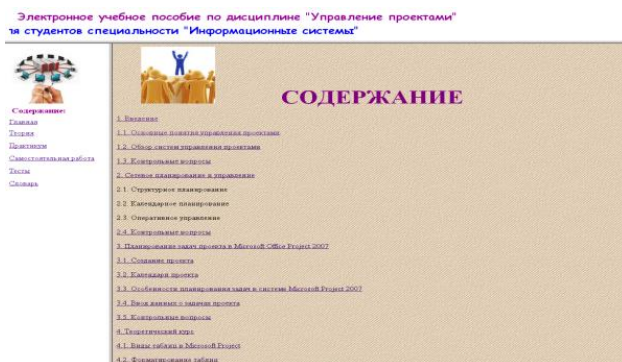 Электронное учебное пособие по дисциплине "Управление проектами"
ля студентов специальности "Информационные системы"
Содержание:
Главная
Теория
Практикум
Самостоятельная работа
Тесты
Словарь
СОДЕРЖАНИЕ
1. Введение
1.1. Основные понятия управления проектами
1.2. Обзор систем управления проектами
1.3. Контрольные вопросы
2. Сетевое планирование и управление
2.1. Структурное планирование
2.2. Календарное планирование
2.3. Оперативное управление
2.4. Контрольные вопросы
3. Планирование задач проекта в Microsoft Office Project 2007
3.1. Создание проекта
3.2. Календари проекта
3.3. Особенности планирования задач в системе Microsoft Project 2007
3.4. Ввод данных о задачах проекта
3.5. Контрольные вопросы
4. Теоретический курс
4.1. Виды таблиц в Microsoft Project
4.2. Форматирование таблиц